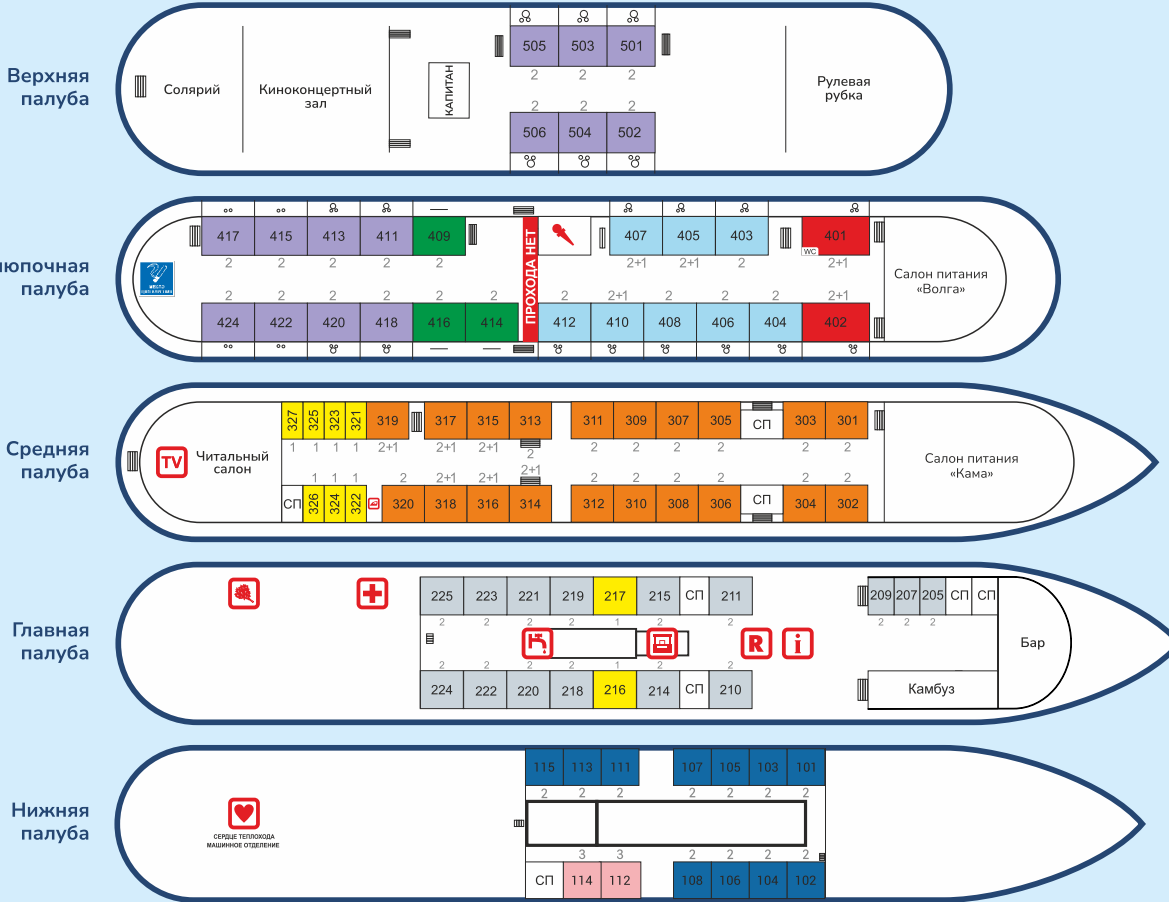 Верхняя
палуба
505 503 501
2 2 2
Солярий
Киноконцертный
зал
КАПИТАН
Рулевая
рубка
2 2 2
506 504 502
люпочная
палуба
417 415 413 411 409
ПРОХОДА НЕТ
407 405 403 401
WC
2 2 2 2 2
2+1 2+1 2 2+1
Салон питания
«Волга»
2 2 2 2 2 2
2 2+1 2 2 2 2+1
424 422 420 418 416 414
412 410 408 406 404 402
Средняя
палуба
327 325 323 321 319 317 315 313 311 309 307 305 СП 303 301
1 1 1 1 2+1 2+1 2+1 2 2 2 2 2 2 2
TV
Читальный
салон
Салон питания
«Кама»
1 1 1 2 2+1 2+1 2+1 2 2 2 2 2 2
СП 326 324 322 320 318 316 314 312 310 308 306 СП 304 302
Главная
палуба
225 223 221 219 217 215 СП 211
209 207 205 СП СП
2 2 2 2 1 2 2
2 2 2
R i
Бар
2 2 2 2 1 2 2
224 222 220 218 216 214 СП 210
Камбуз
Нижняя
палуба
115 113 111 107 105 103 101
2 2 2 2 2 2 2
СЕРДЦЕ ТЕПЛОХОДА
МАШИННОЕ ОТДЕЛЕНИЕ
3 3 2 2 2 2
СП 114 112 108 106 104 102